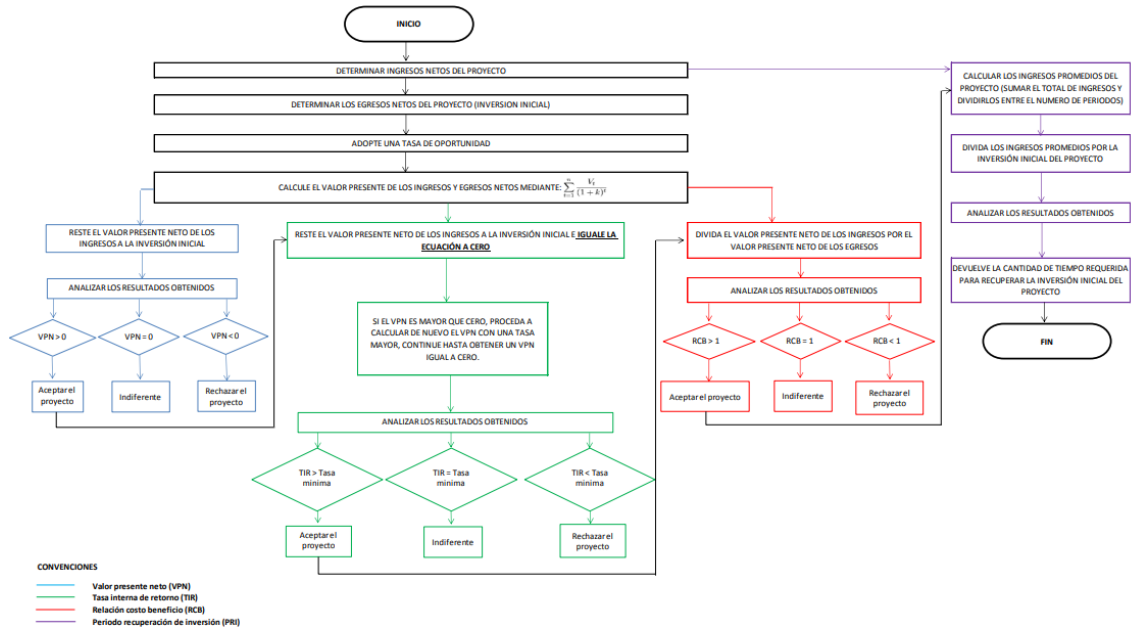 INICIO
DETERMINAR INGRESOS NETOS DEL PROYECTO
DETERMINAR LOS EGRESOS NETOS DEL PROYECTO (INVERSION INICIAL)
ADOPTE UNA TASA DE OPORTUNIDAD
CALCULE EL VALOR PRESENTE DE LOS INGRESOS Y EGRESOS NETOS MEDIANTE: \sum_{t=1}^{n} \frac{V_t}{(1+k)^t}
RESTE EL VALOR PRESENTE NETO DE LOS
INGRESOS A LA INVERSIÓN INICIAL
ANALIZAR LOS RESULTADOS OBTENIDOS
VPN > 0
VPN = 0
VPN < 0
Aceptar el
proyecto
Indiferente
Rechazar el
proyecto
RESTE EL VALOR PRESENTE NETO DE LOS INGRESOS A LA INVERSIÓN INICIAL E IGUALE LA
ECUACIÓN A CERO
SI EL VPN ES MAYOR QUE CERO, PROCEDA A
CALCULAR DE NUEVO EL VPN CON UNA TASA
MAYOR, CONTINUE HASTA OBTENER UN VPN
IGUAL A CERO.
ANALIZAR LOS RESULTADOS OBTENIDOS
TIR > Tasa
minima
TIR = Tasa
minima
TIR < Tasa
minima
Aceptar el
proyecto
Indiferente
Rechazar el
proyecto
DIVIDA EL VALOR PRESENTE NETO DE LOS INGRESOS POR EL
VALOR PRESENTE NETO DE LOS EGRESOS
ANALIZAR LOS RESULTADOS OBTENIDOS
RCB > 1
RCB = 1
RCB < 1
Aceptar el proyecto
Indiferente
Rechazar el
proyecto
CALCULAR LOS INGRESOS PROMEDIOS DEL
PROYECTO (SUMAR EL TOTAL DE INGRESOS Y
DIVIDIRLOS ENTRE EL NUMERO DE PERIODOS)
DIVIDA LOS INGRESOS PROMEDIOS POR LA
INVERSIÓN INICIAL DEL PROYECTO
ANALIZAR LOS RESULTADOS OBTENIDOS
DEVUELVE LA CANTIDAD DE TIEMPO REQUERIDA
PARA RECUPERAR LA INVERSIÓN INICIAL DEL
PROYECTO
FIN
CONVENCIONES
Valor presente neto (VPN)
Tasa interna de retorno (TIR)
Relación costo beneficio (RCB)
Periodo recuperación de inversión (PRI)